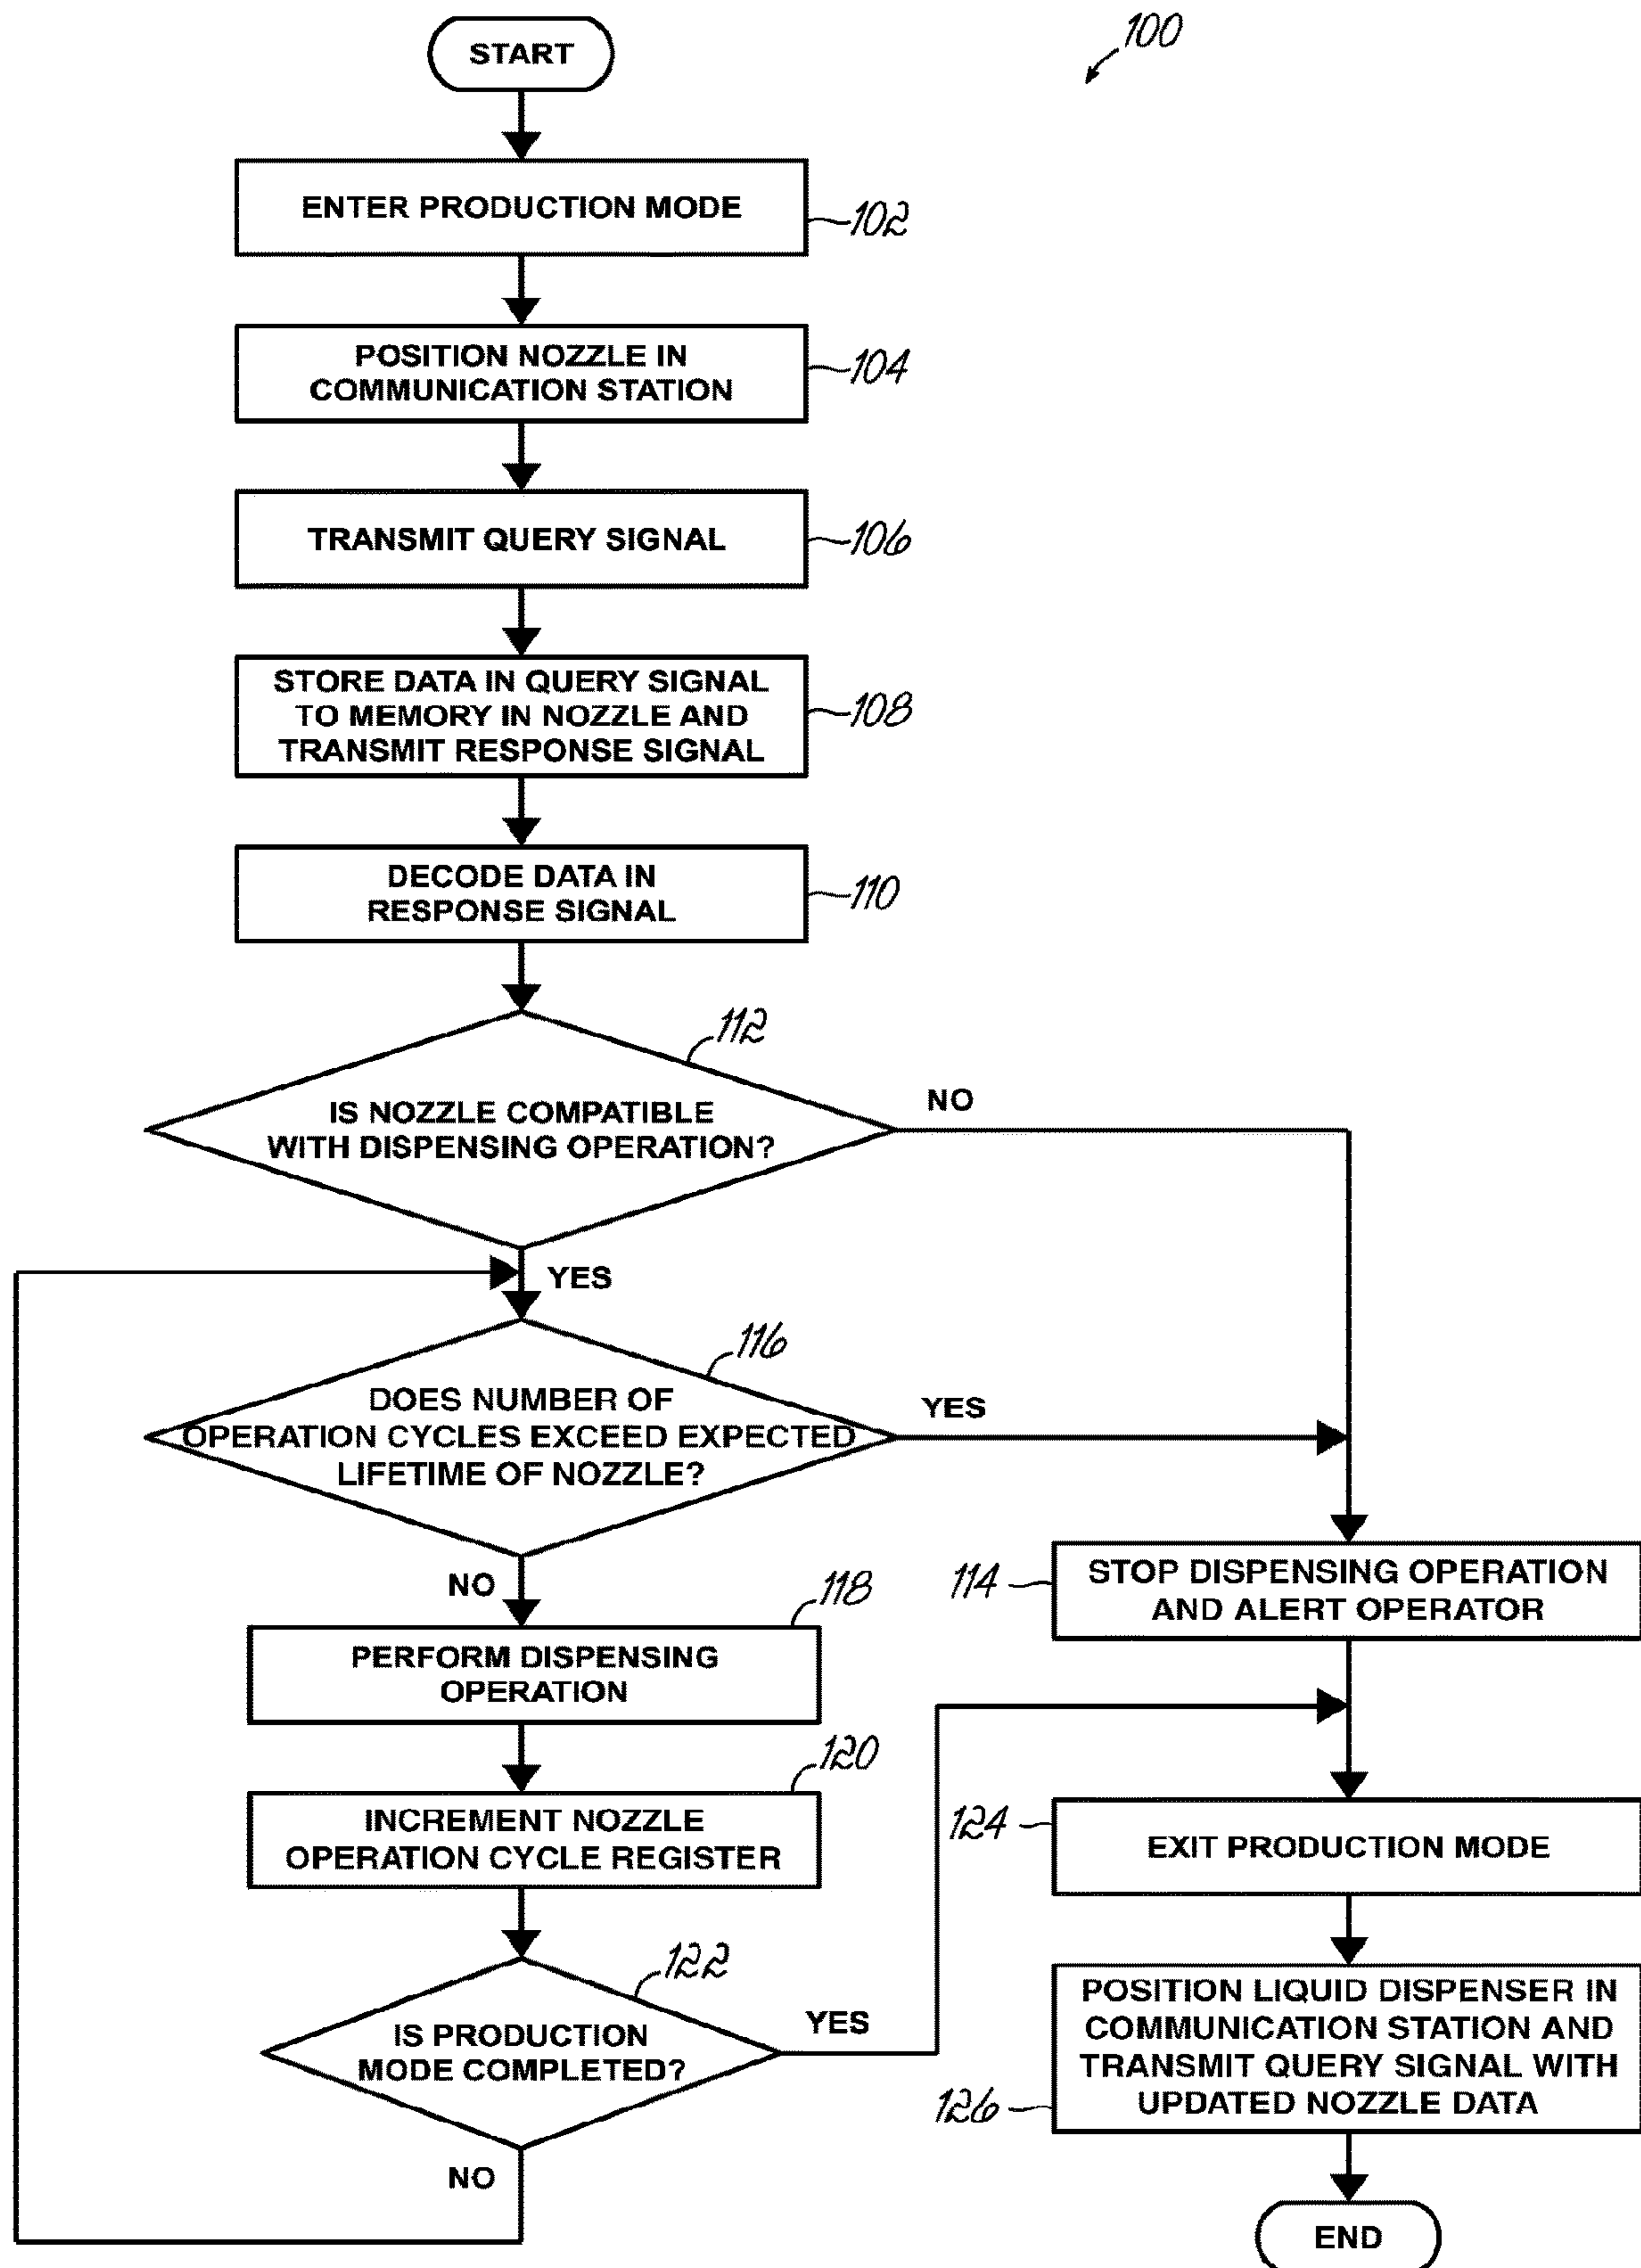 START
100
ENTER PRODUCTION MODE
102
POSITION NOZZLE IN
COMMUNICATION STATION
104
TRANSMIT QUERY SIGNAL
106
STORE DATA IN QUERY SIGNAL
TO MEMORY IN NOZZLE AND
TRANSMIT RESPONSE SIGNAL
108
DECODE DATA IN
RESPONSE SIGNAL
110
112
IS NOZZLE COMPATIBLE
WITH DISPENSING OPERATION?
NO
YES
116
DOES NUMBER OF
OPERATION CYCLES EXCEED EXPECTED
LIFETIME OF NOZZLE?
YES
NO
118
PERFORM DISPENSING
OPERATION
114
STOP DISPENSING OPERATION
AND ALERT OPERATOR
120
INCREMENT NOZZLE
OPERATION CYCLE REGISTER
124
EXIT PRODUCTION MODE
122
IS PRODUCTION
MODE COMPLETED?
YES
NO
POSITION LIQUID DISPENSER IN
COMMUNICATION STATION AND
TRANSMIT QUERY SIGNAL WITH
UPDATED NOZZLE DATA
126
END